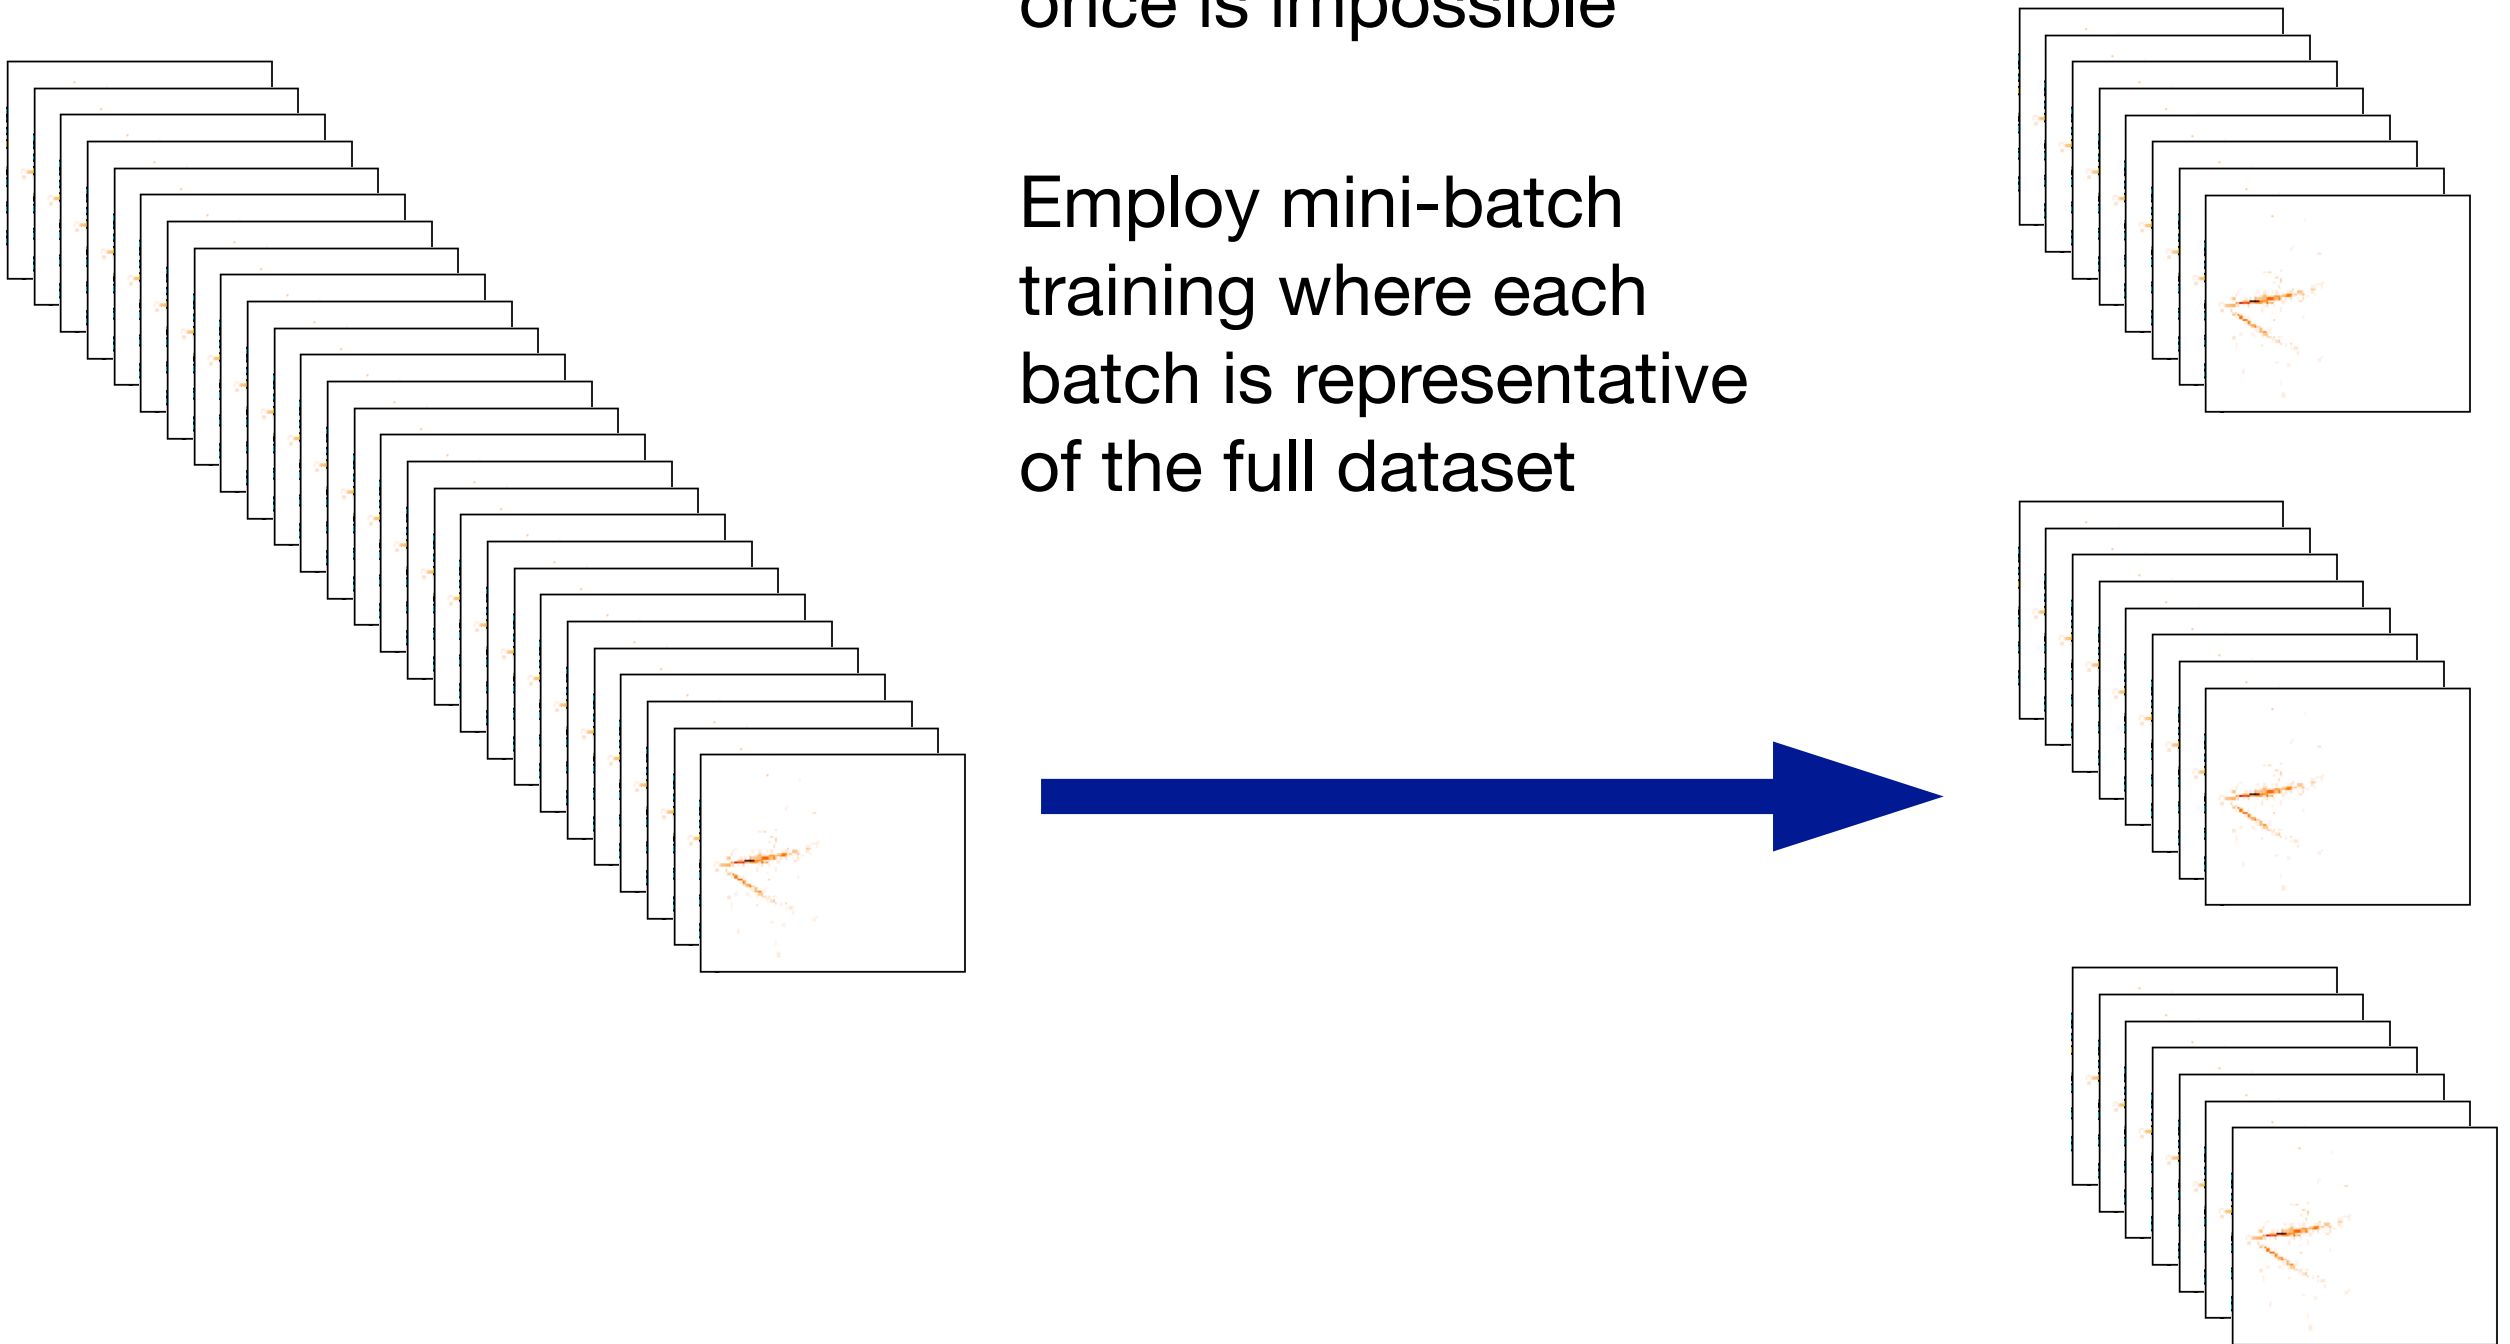 once is impossible
Employ mini-batch
training where each
batch is representative
of the full dataset